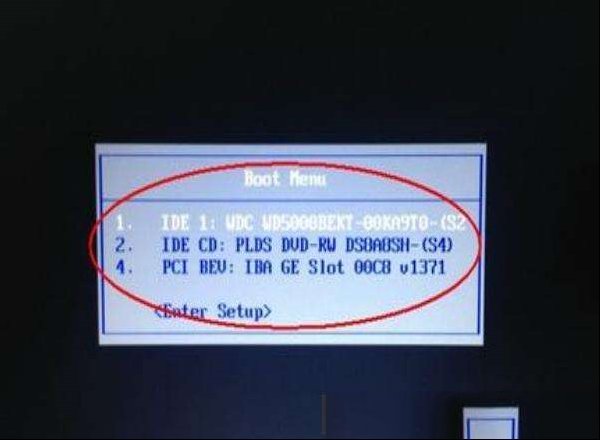 Boot Menu
1. IDE 1: WDC WD5000BEKT-00KA9T0-(S2
2. IDE CD: PLDS DVD-RW DS8A8SH-(S4)
4. PCI BEV: IBA GE Slot 00C8 v1371
<Enter Setup>